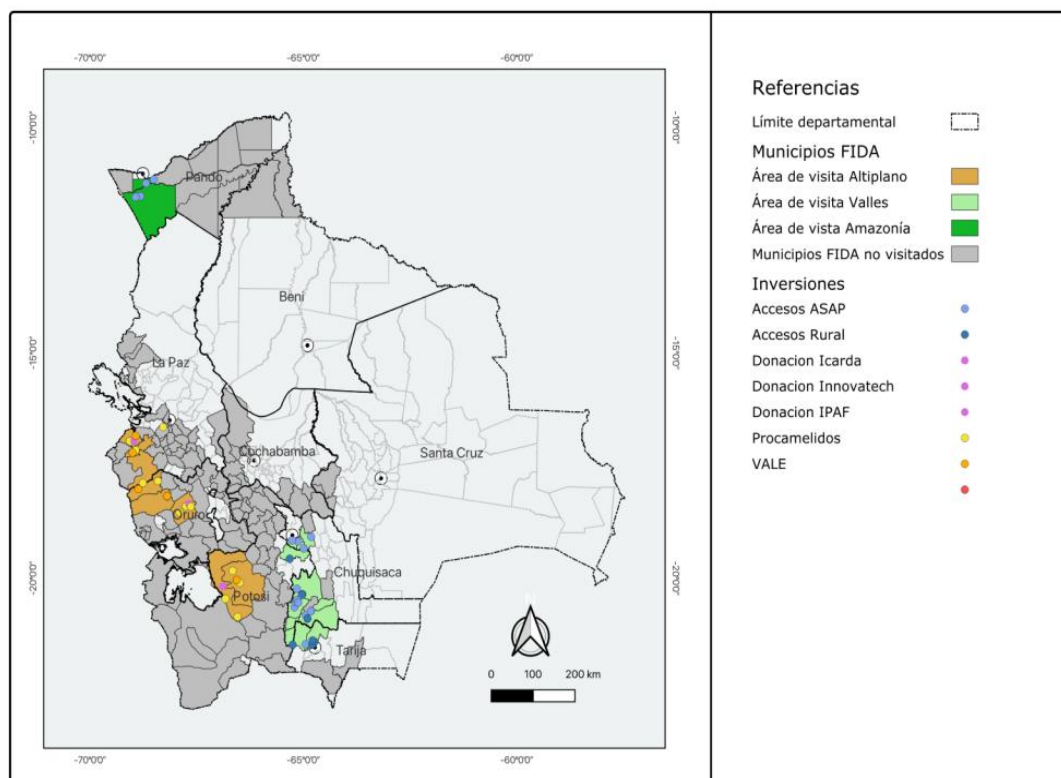 -70°0'0"
-65°0'0"
-60°0'0"
-10°0'0"
-10°0'0"
Pando
Beni
-15°0'0"
-15°0'0"
La Paz
Cochabamba
Santa Cruz
Oruro
-20°0'0"
-20°0'0"
Chuquisaca
Potosí
N
Tarija
0 100 200 km
-70°0'0"
-65°0'0"
-60°0'0"
Referencias
Límite departamental
Municipios FIDA
Área de visita Altiplano
Área de visita Valles
Área de vista Amazonía
Municipios FIDA no visitados
Inversiones
Accesos ASAP
Accesos Rural
Donacion Icarda
Donacion Innovatech
Donacion IPAF
Procamelidos
VALE